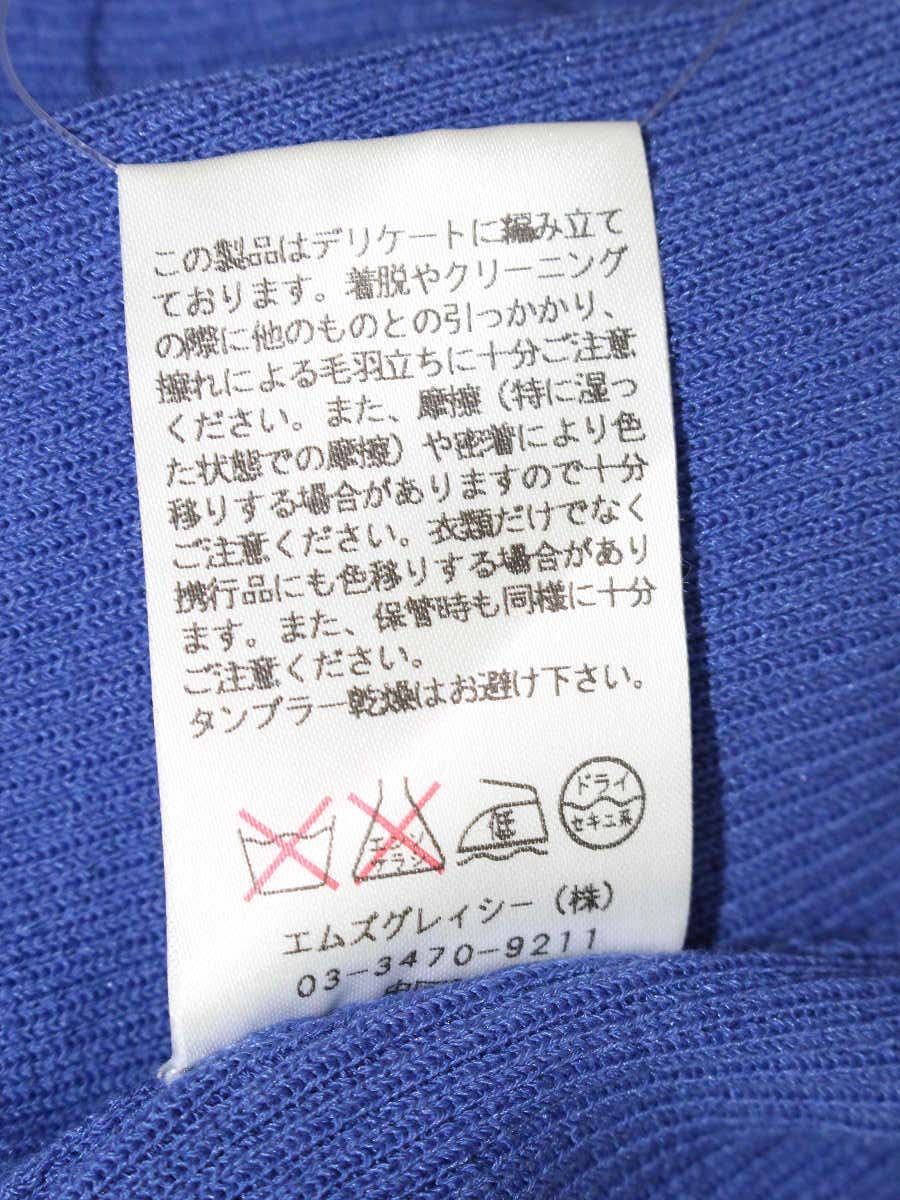 この製品はデリケートに編み立て
ております。着脱やクリーニング
の際に他のものとの引っかかり、
擦れによる毛羽立ちに十分ご注意
ください。また、摩擦（特に湿っ
た状態での摩擦）や密着により色
移りする場合がありますので十分
ご注意ください。衣類だけでなく
携行品にも色移りする場合があり
ます。また、保管時も同様に十分
ご注意ください。
タンブラー乾燥はお避け下さい。
エンソ
サラシ
低
ドライ
セキユ系
エムズグレイシー（株）
03-3470-9211